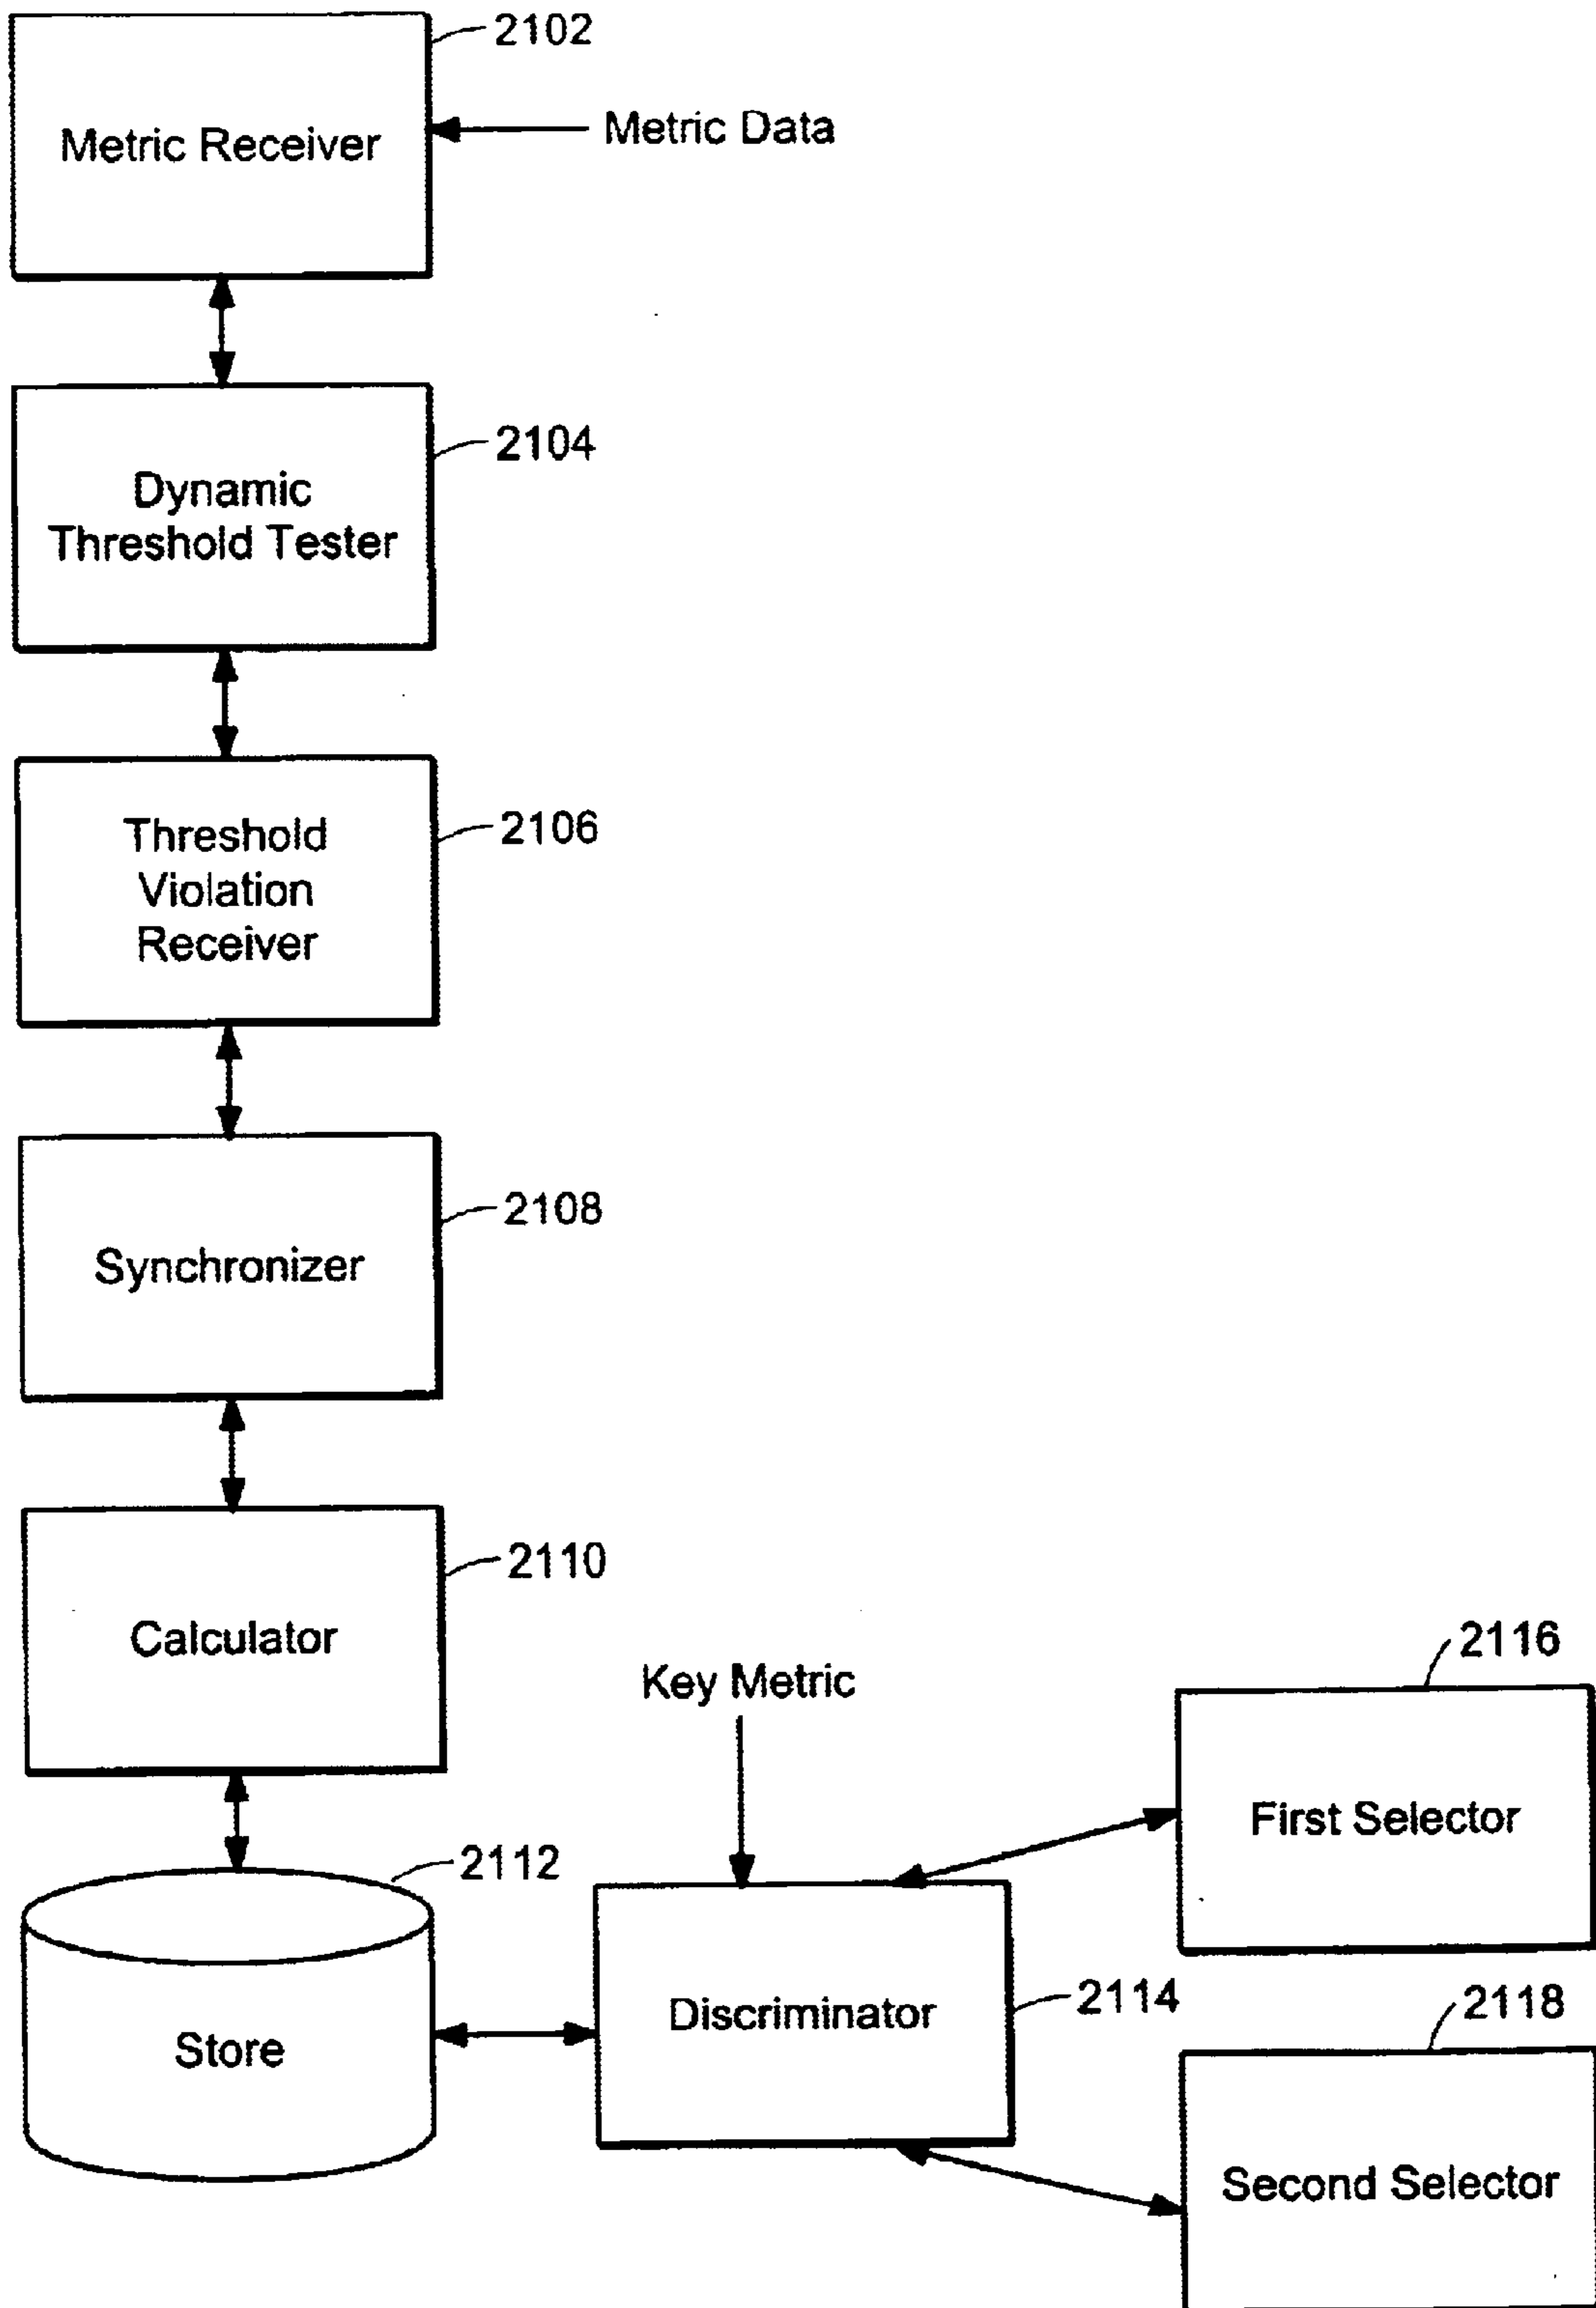 2102
Metric Receiver
Metric Data
2104
Dynamic
Threshold Tester
2106
Threshold
Violation
Receiver
2108
Synchronizer
2110
Calculator
2116
Key Metric
First Selector
2112
2114
Discriminator
2118
Store
Second Selector